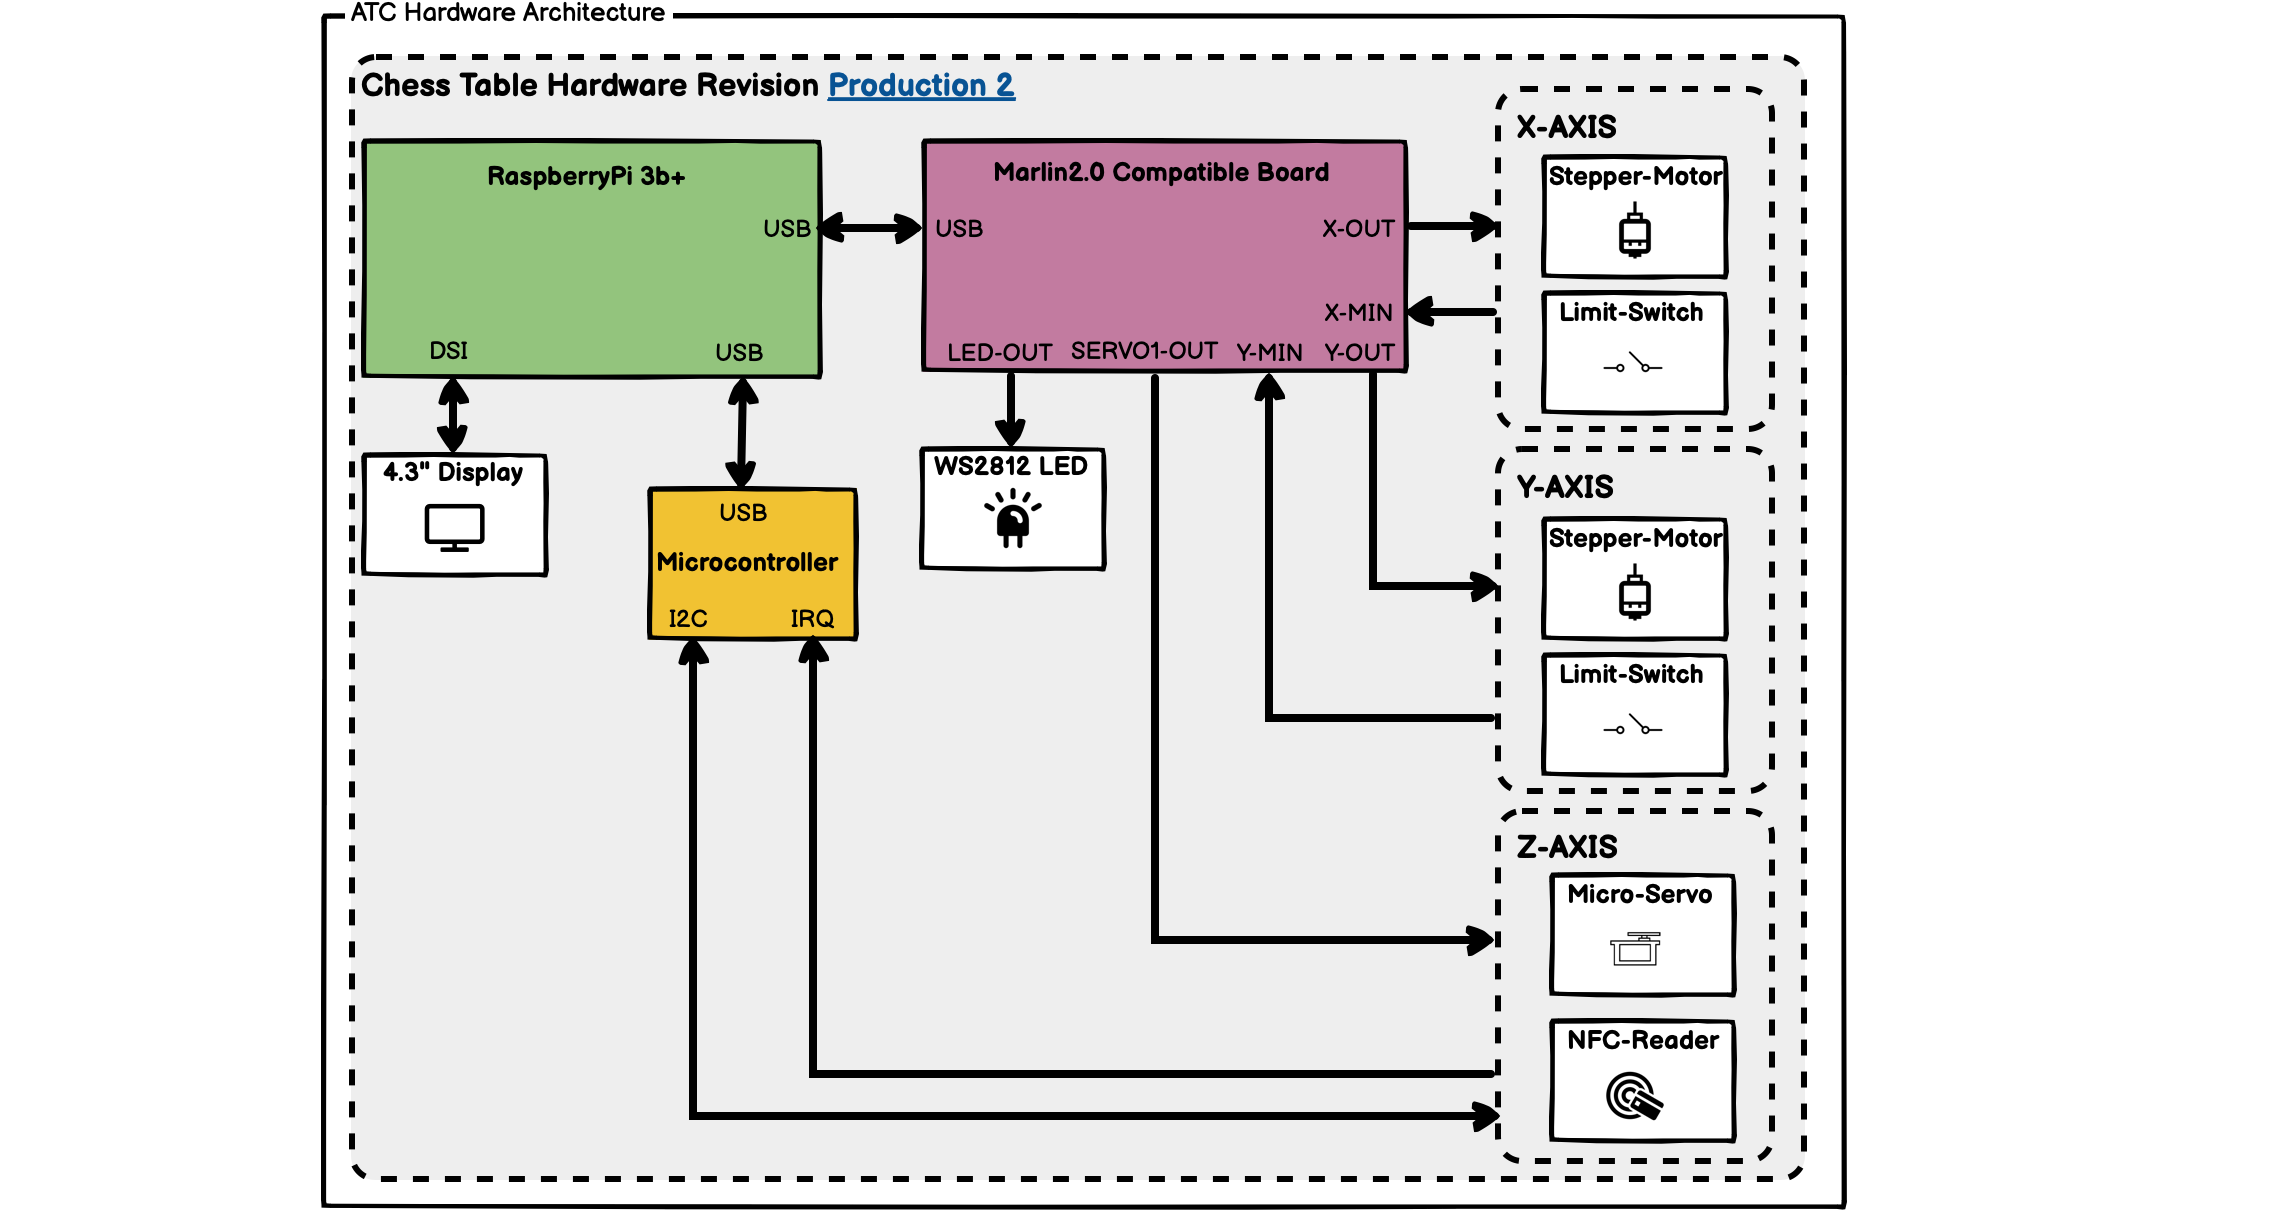 ATC Hardware Architecture
Chess Table Hardware Revision Production 2
RaspberryPi 3b+
USB
DSI
USB
Marlin2.0 Compatible Board
USB
X-OUT
X-MIN
LED-OUT
SERVO1-OUT
Y-MIN
Y-OUT
4.3" Display
USB
Microcontroller
I2C
IRQ
WS2812 LED
X-AXIS
Stepper-Motor
Limit-Switch
Y-AXIS
Stepper-Motor
Limit-Switch
Z-AXIS
Micro-Servo
NFC-Reader